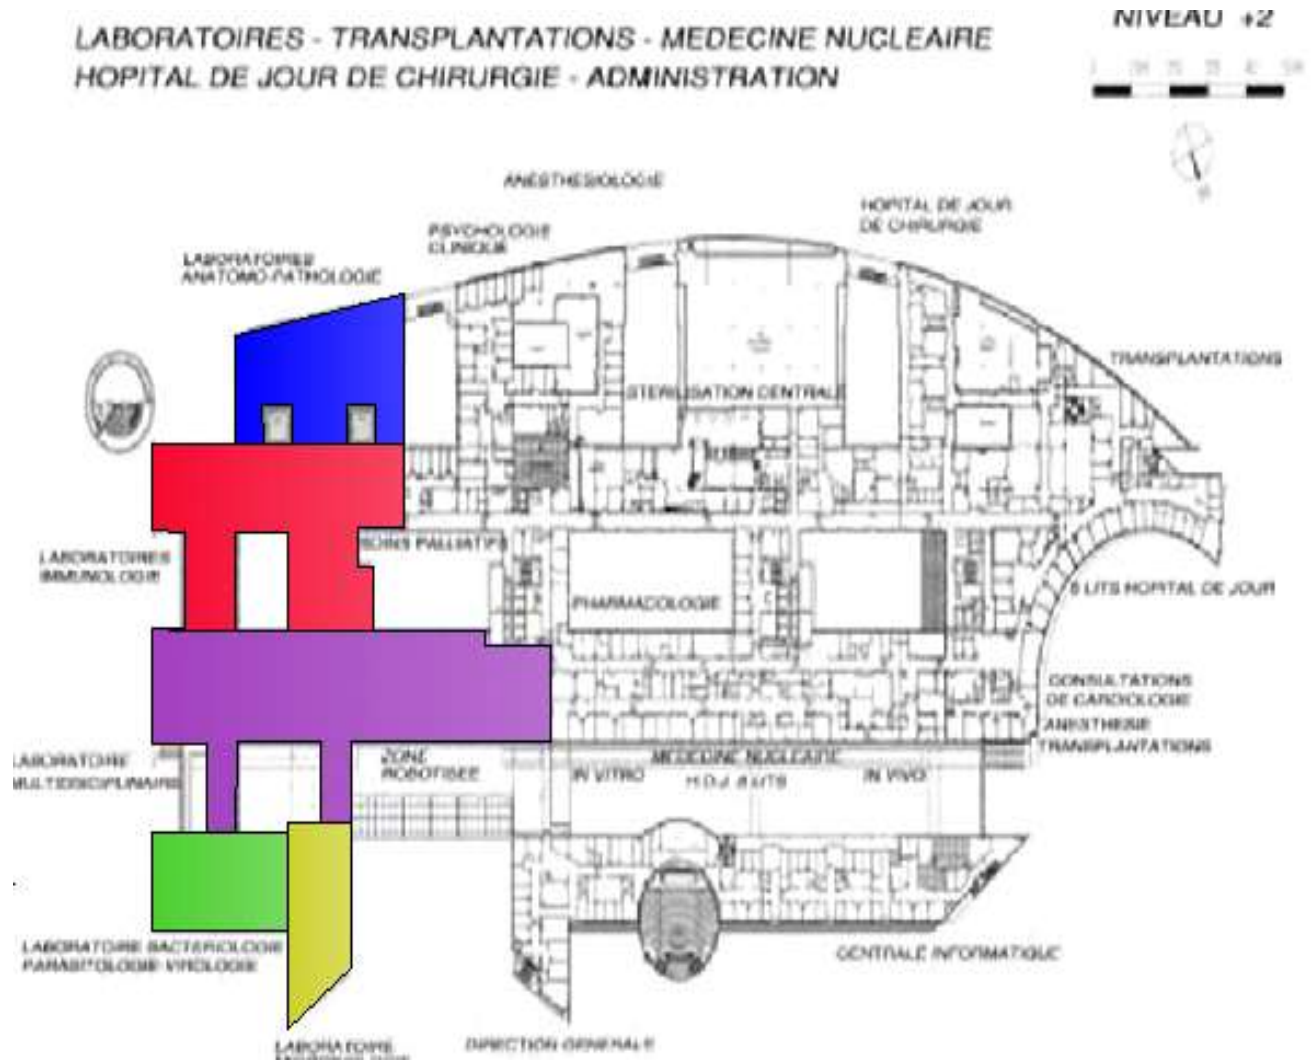 NIVEAU +2
LABORATOIRES - TRANSPLANTATIONS - MEDECINE NUCLEAIRE
HOPITAL DE JOUR DE CHIRURGIE - ADMINISTRATION
ANESTHESIOLOGIE
HOPITAL DE JOUR
DE CHIRURGIE
PSYCHOLOGIE
CLINIQUE
LABORATOIRES
ANATOMO-PATHOLOGIE
TRANSPLANTATIONS
STERILISATION CENTRALE
SOINS PALLIATIFS
LABORATOIRES
IMMUNOLOGIE
PHARMACOLOGIE
8 LITS HOPITAL DE JOUR
CONSULTATIONS
DE CARDIOLOGIE
ANESTHESIE
TRANSPLANTATIONS
LABORATOIRE
MULTIDISCIPLINAIRE
ZONE
ROBOTISEE
MEDECINE NUCLEAIRE
IN VITRO
H.D.J. 8 LITS
IN VIVO
LABORATOIRE BACTERIOLOGIE
PARASITOLOGIE-VIROLOGIE
CENTRALE INFORMATIQUE
DIRECTION GENERALE
LABORATOIRE